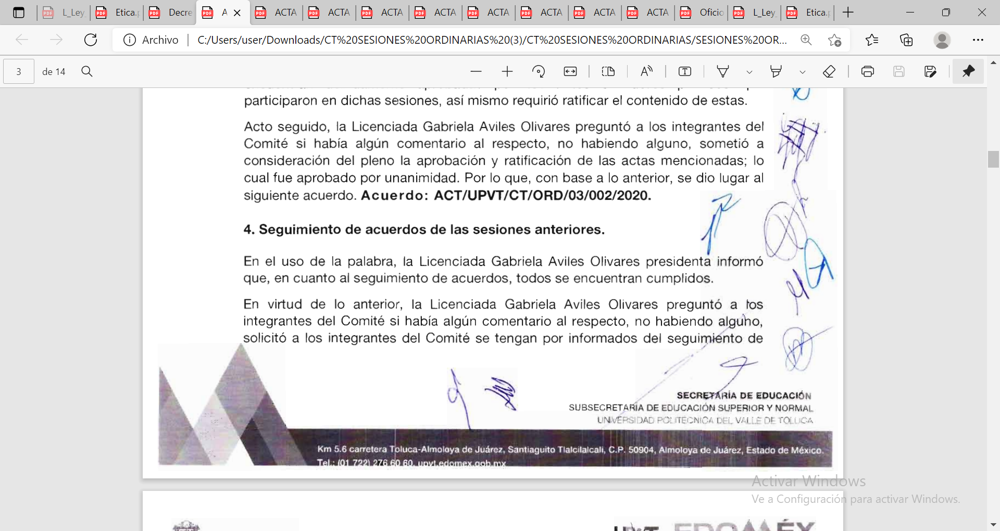 L_Ley
Etica.p
Decre
A
ACTA
ACTA
ACTA
ACTA
ACTA
ACTA
ACTA
ACTA
Oficio
L_Ley
Etica.p
Archivo
C:/Users/user/Downloads/CT%20SESIONES%20ORDINARIAS%20(3)/CT%20SESIONES%20ORDINARIAS/SESIONES%20OR...
3 de 14
participaron en dichas sesiones, así mismo requirió ratificar el contenido de estas.
Acto seguido, la Licenciada Gabriela Aviles Olivares preguntó a los integrantes del
Comité si había algún comentario al respecto, no habiendo alguno, sometió a
consideración del pleno la aprobación y ratificación de las actas mencionadas; lo
cual fue aprobado por unanimidad. Por lo que, con base a lo anterior, se dio lugar al
siguiente acuerdo. Acuerdo: ACT/UPVT/CT/ORD/03/002/2020.
4. Seguimiento de acuerdos de las sesiones anteriores.
En el uso de la palabra, la Licenciada Gabriela Aviles Olivares presidenta informó
que, en cuanto al seguimiento de acuerdos, todos se encuentran cumplidos.
En virtud de lo anterior, la Licenciada Gabriela Aviles Olivares preguntó a los
integrantes del Comité si había algún comentario al respecto, no habiendo alguno,
solicitó a los integrantes del Comité se tengan por informados del seguimiento de
SECRETARÍA DE EDUCACIÓN
SUBSECRETARÍA DE EDUCACIÓN SUPERIOR Y NORMAL
UNIVERSIDAD POLITÉCNICA DEL VALLE DE TOLUCA
Km 5.6 carretera Toluca-Almoloya de Juárez, Santiaguito Tlalcilalcali, C.P. 50904, Almoloya de Juárez, Estado de México.
Tel.: (01 722) 276 60 60. upvt.edomex.gob.mx
Activar Windows
Ve a Configuración para activar Windows.
EDOMÉX